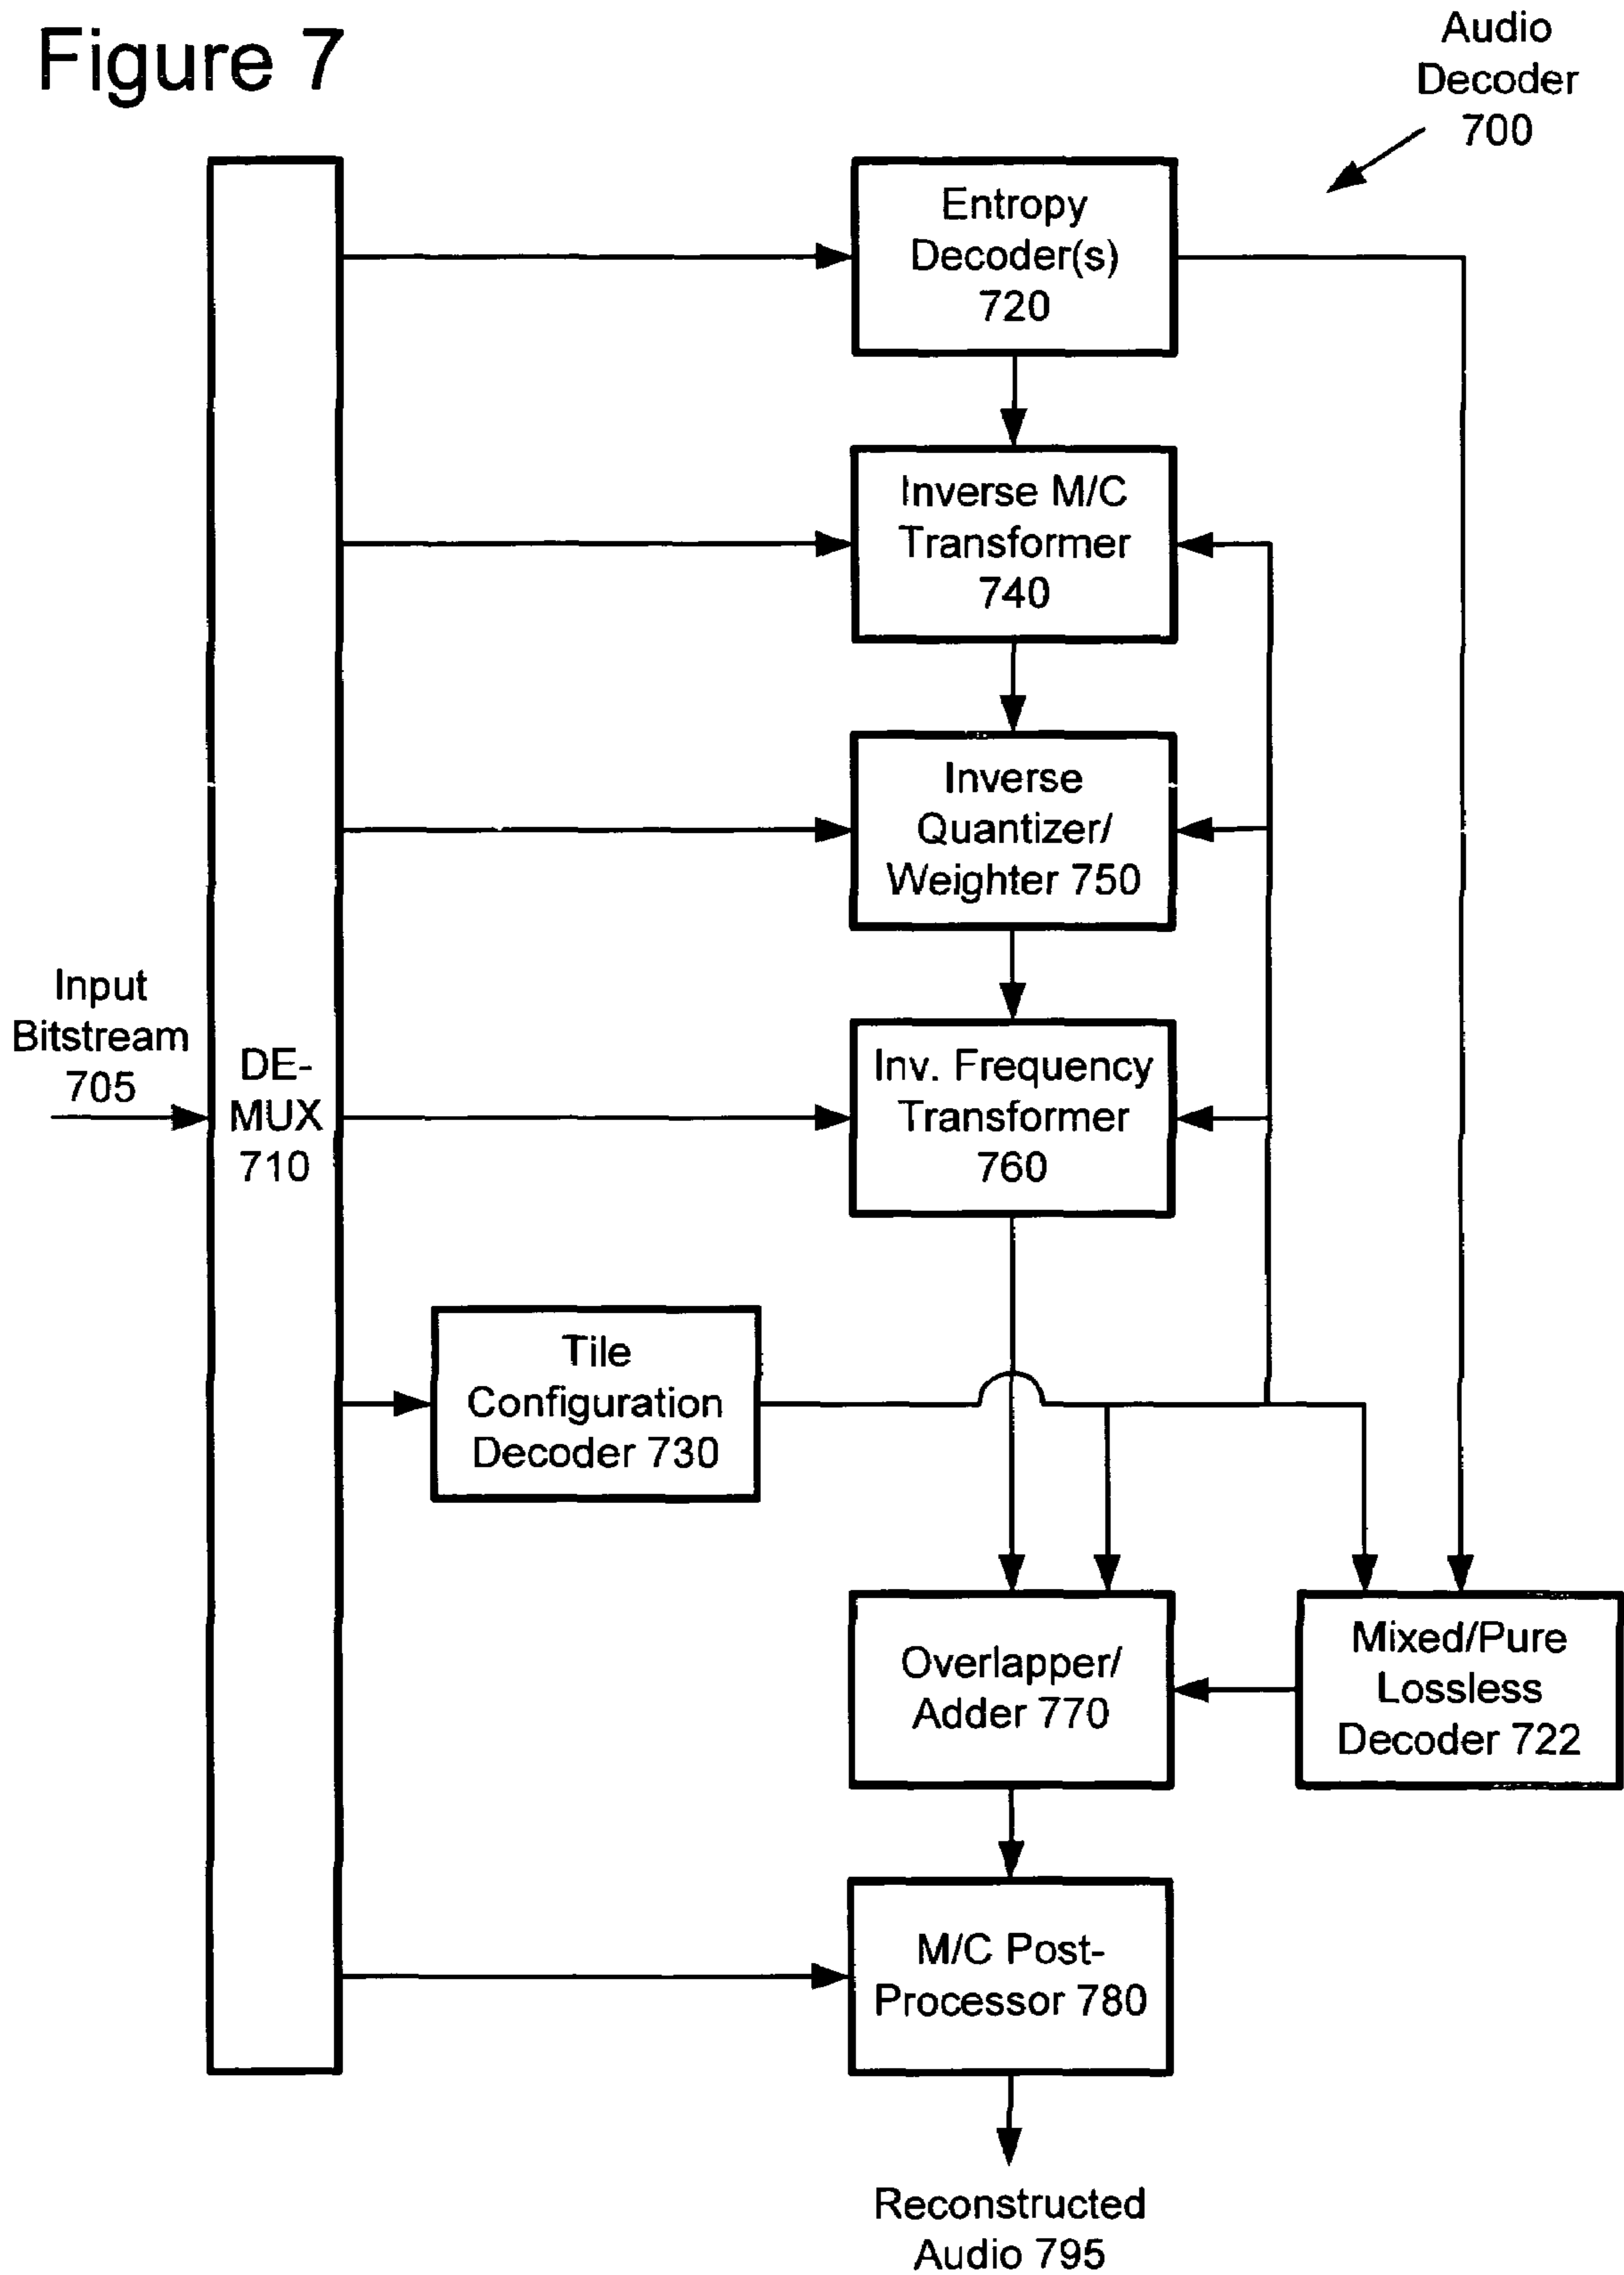 Figure 7
Audio
Decoder
700
Entropy
Decoder(s)
720
Inverse M/C
Transformer
740
Inverse
Quantizer/
Weighter 750
Input
Bitstream
705
DE-
MUX
710
Inv. Frequency
Transformer
760
Tile
Configuration
Decoder 730
Overlapper/
Adder 770
Mixed/Pure
Lossless
Decoder 722
M/C Post-
Processor 780
Reconstructed
Audio 795